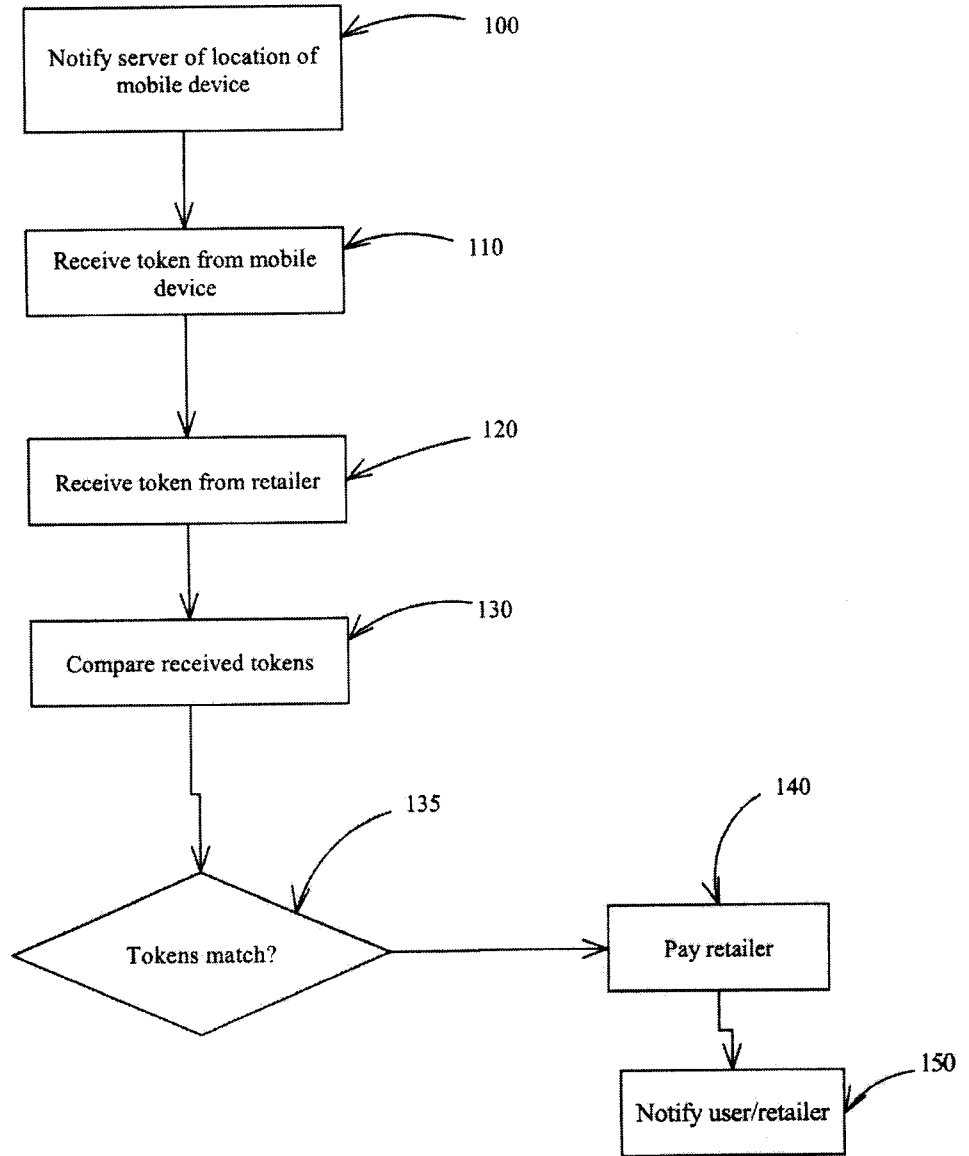 100
Notify server of location of
mobile device
110
Receive token from mobile
device
120
Receive token from retailer
130
Compare received tokens
135
Tokens match?
140
Pay retailer
150
Notify user/retailer